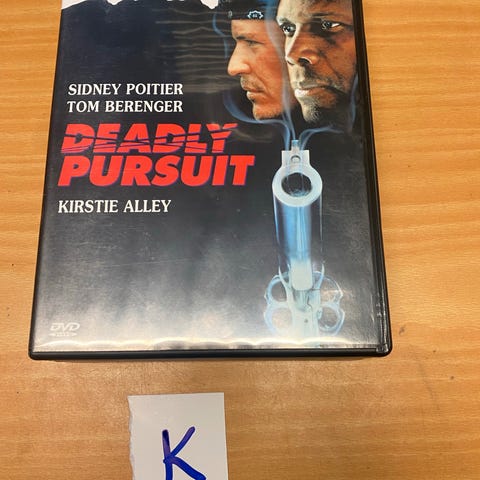 SIDNEY POITIER
TOM BERENGER
DEADLY
PURSUIT
KIRSTIE ALLEY
DVD
K